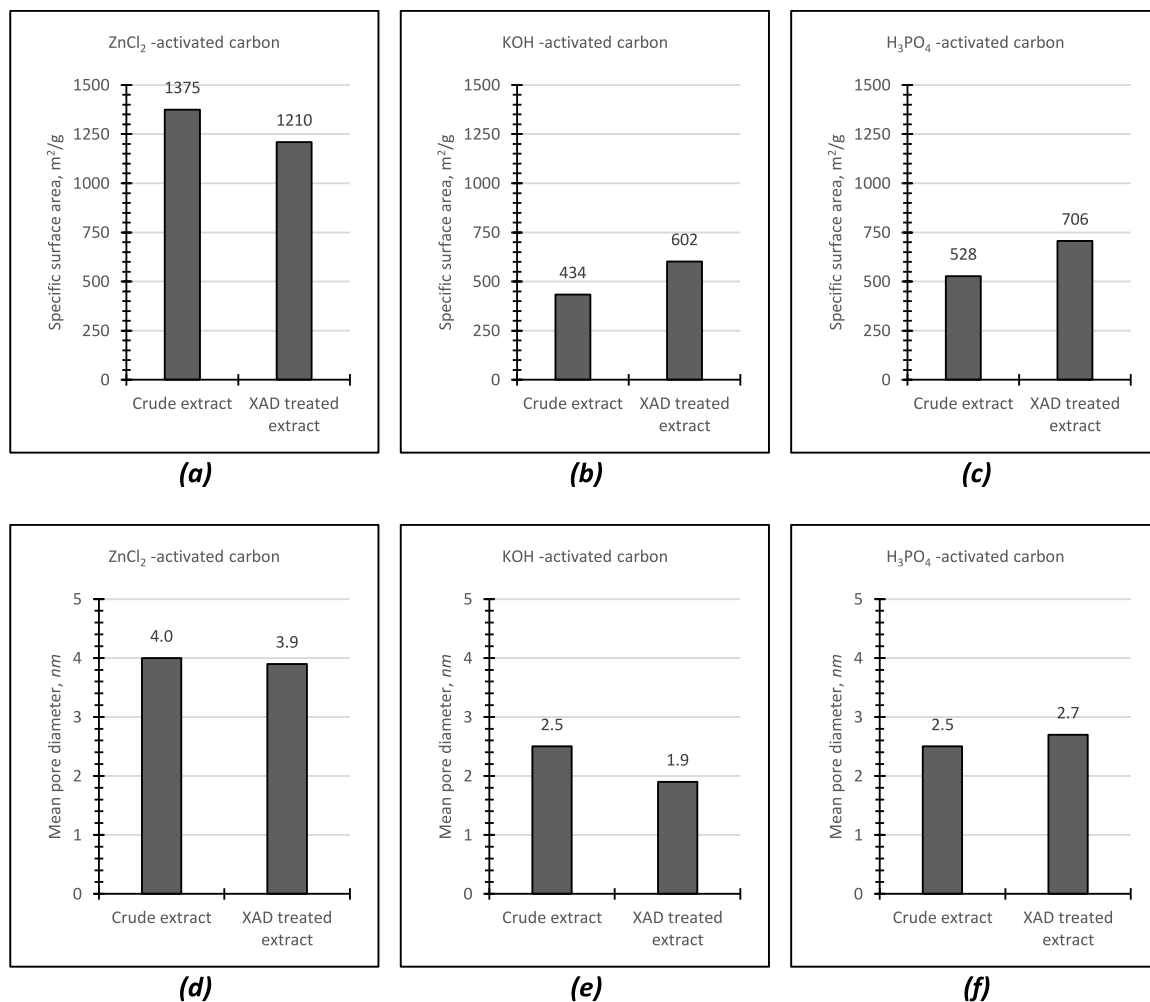 ZnCl₂ -activated carbon
Specific surface area, m²/g
1500
1250
1000
750
500
250
0
1375
1210
Crude extract
XAD treated
extract
(a)
KOH -activated carbon
Specific surface area, m²/g
1500
1250
1000
750
500
250
0
434
602
Crude extract
XAD treated
extract
(b)
H₃PO₄ -activated carbon
Specific surface area, m²/g
1500
1250
1000
750
500
250
0
528
706
Crude extract
XAD treated
extract
(c)
ZnCl₂ -activated carbon
Mean pore diameter, nm
5
4
3
2
1
0
4.0
3.9
Crude extract
XAD treated
extract
(d)
KOH -activated carbon
Mean pore diameter, nm
5
4
3
2
1
0
2.5
1.9
Crude extract
XAD treated
extract
(e)
H₃PO₄ -activated carbon
Mean pore diameter, nm
5
4
3
2
1
0
2.5
2.7
Crude extract
XAD treated
extract
(f)